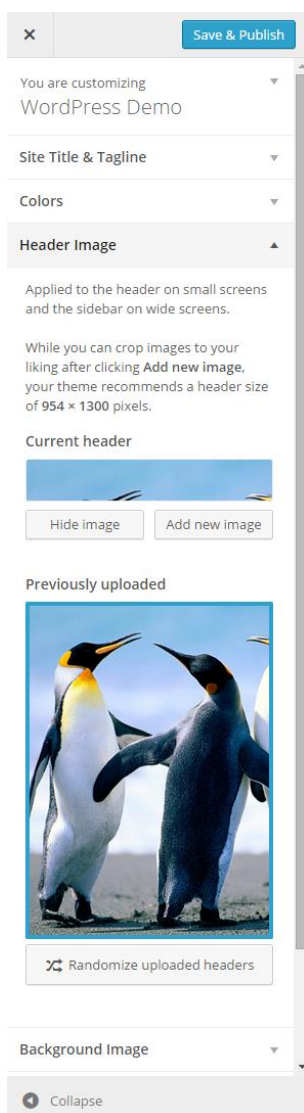 Save & Publish
You are customizing
WordPress Demo
Site Title & Tagline
Colors
Header Image
Applied to the header on small screens
and the sidebar on wide screens.
While you can crop images to your
liking after clicking Add new image,
your theme recommends a header size
of 954 × 1300 pixels.
Current header
Hide image Add new image
Previously uploaded
Randomize uploaded headers
Background Image
Collapse